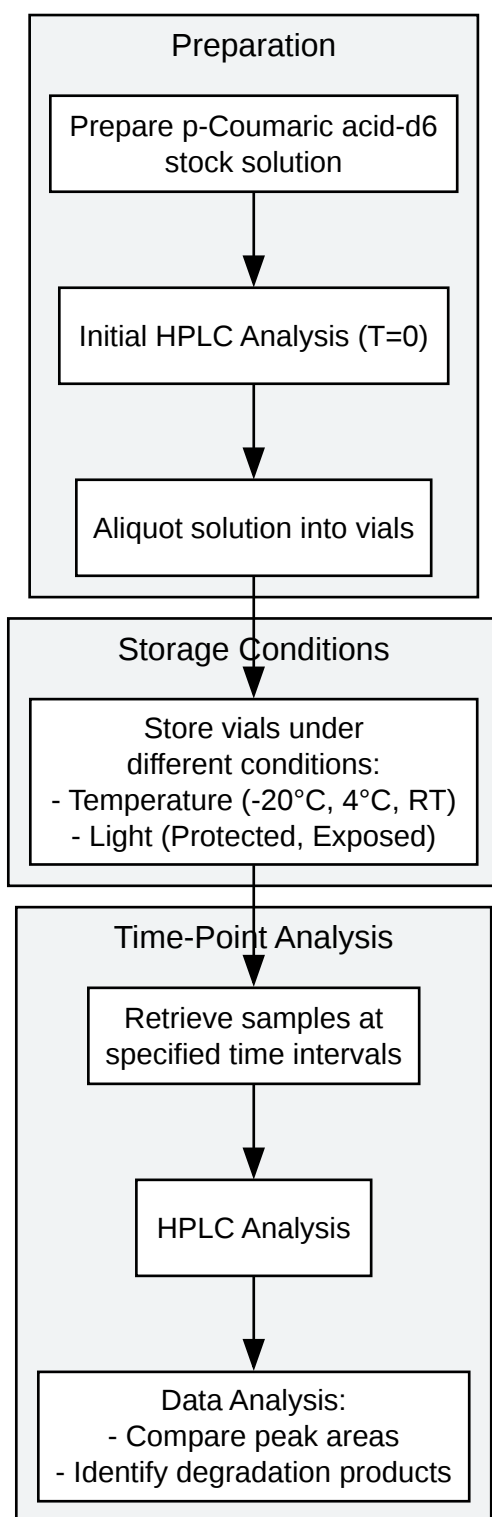 Preparation
Prepare p-Coumaric acid-d6
stock solution
Initial HPLC Analysis (T=0)
Aliquot solution into vials
Storage Conditions
Store vials under
different conditions:
- Temperature (-20°C, 4°C, RT)
- Light (Protected, Exposed)
Time-Point Analysis
Retrieve samples at
specified time intervals
HPLC Analysis
Data Analysis:
- Compare peak areas
- Identify degradation products